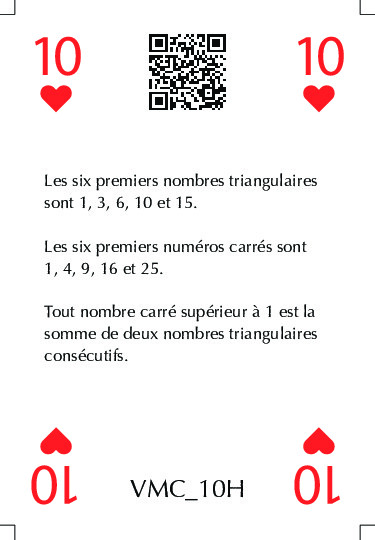 10 10
Les six premiers nombres triangulaires
sont 1, 3, 6, 10 et 15.
Les six premiers numéros carrés sont
1, 4, 9, 16 et 25.
Tout nombre carré supérieur à 1 est la
somme de deux nombres triangulaires
consécutifs.
10 VMC_10H 10